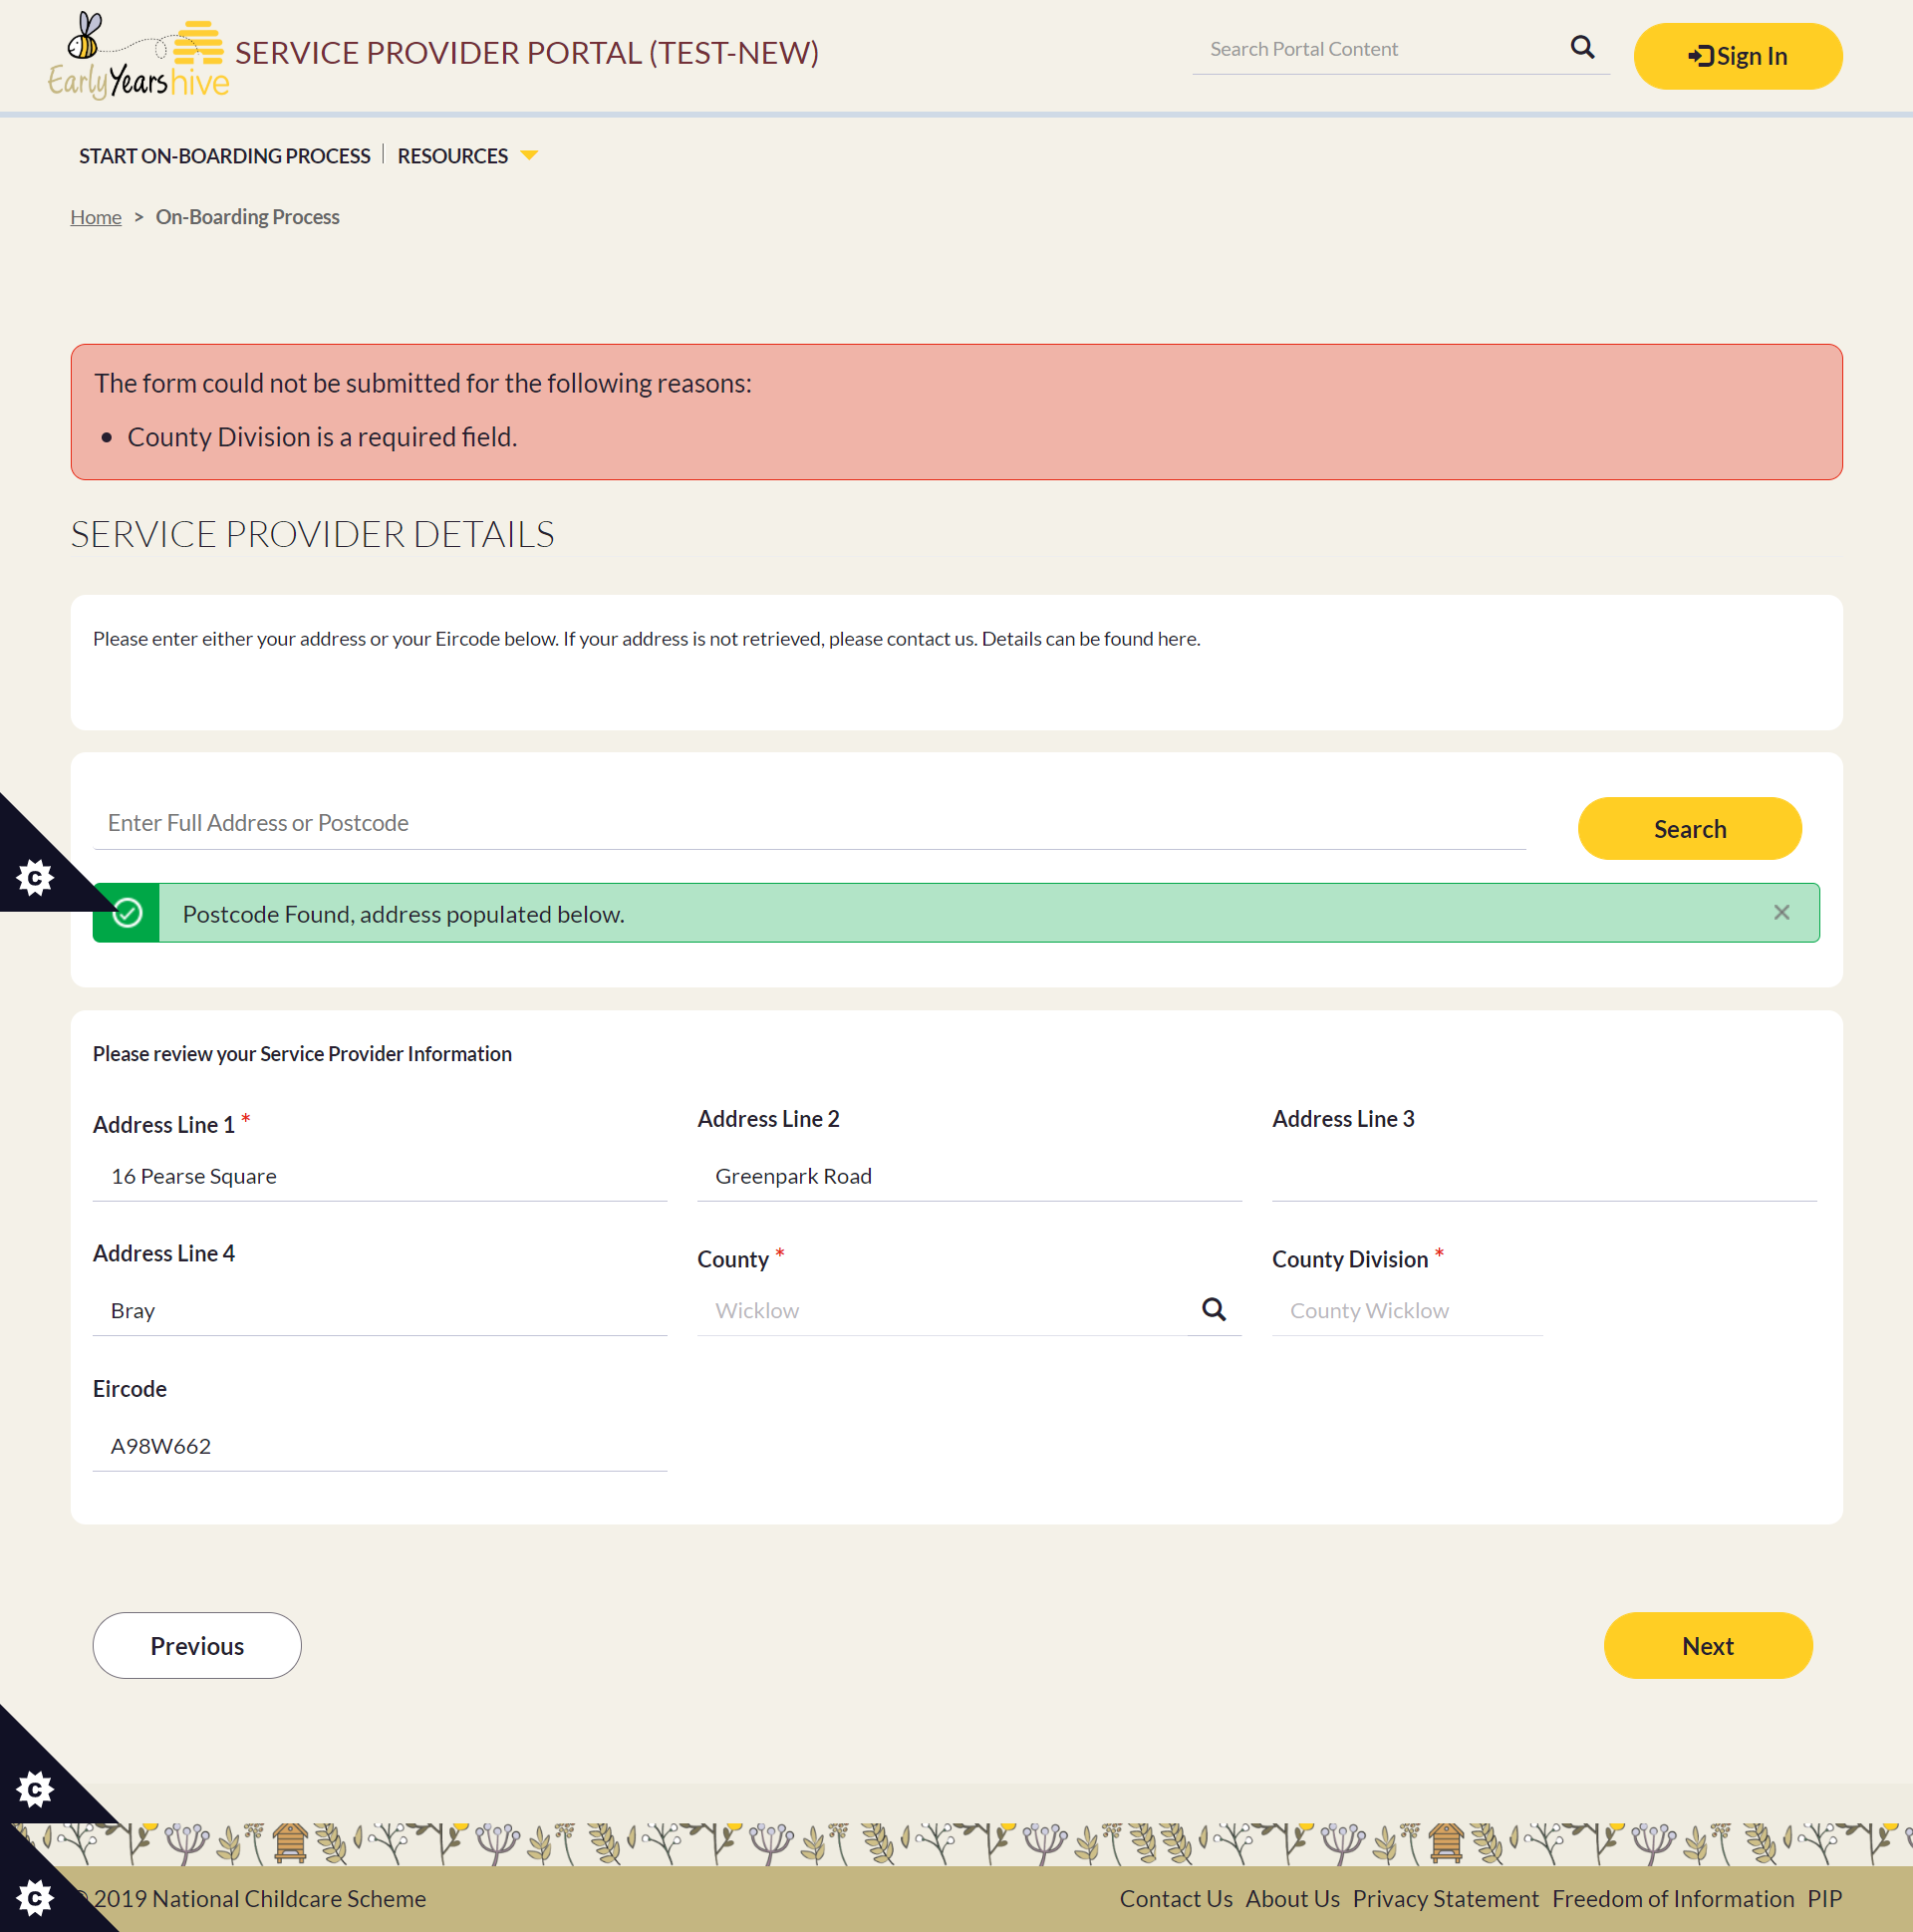 EarlyYearshive
SERVICE PROVIDER PORTAL (TEST-NEW)
Search Portal Content
Sign In
START ON-BOARDING PROCESS
RESOURCES
Home > On-Boarding Process
The form could not be submitted for the following reasons:
• County Division is a required field.
SERVICE PROVIDER DETAILS
Please enter either your address or your Eircode below. If your address is not retrieved, please contact us. Details can be found here.
Enter Full Address or Postcode
Search
C
Postcode Found, address populated below.
×
Please review your Service Provider Information
Address Line 1 *
Address Line 2
Address Line 3
16 Pearse Square
Greenpark Road
Address Line 4
County *
County Division *
Bray
Wicklow
County Wicklow
Eircode
A98W662
Previous
Next
C
C
© 2019 National Childcare Scheme
Contact Us About Us Privacy Statement Freedom of Information PIP